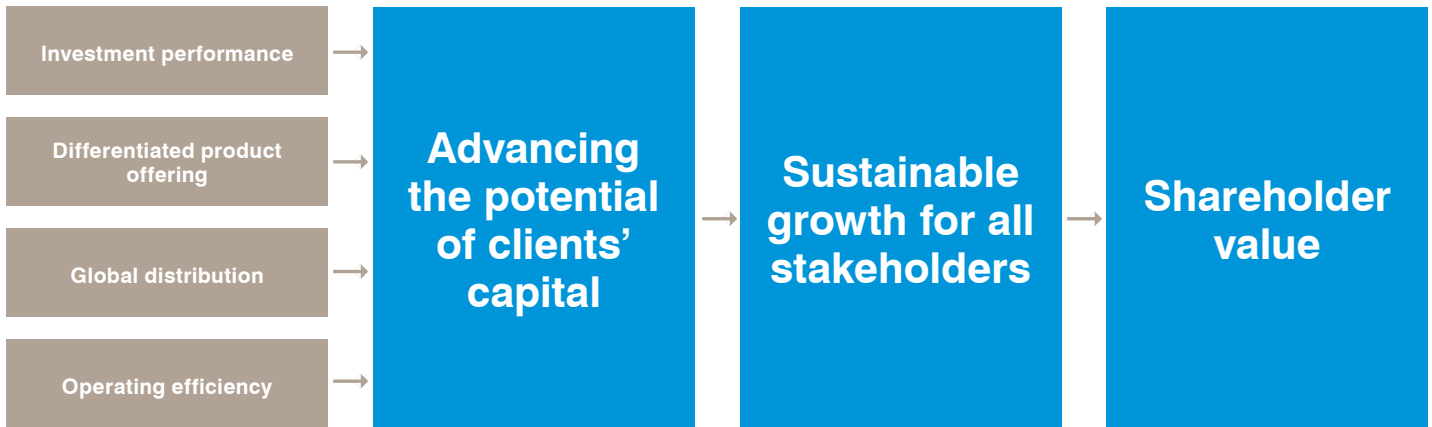 Investment performance
Differentiated product
offering
Global distribution
Operating efficiency
Advancing
the potential
of clients’
capital
Sustainable
growth for all
stakeholders
Shareholder
value